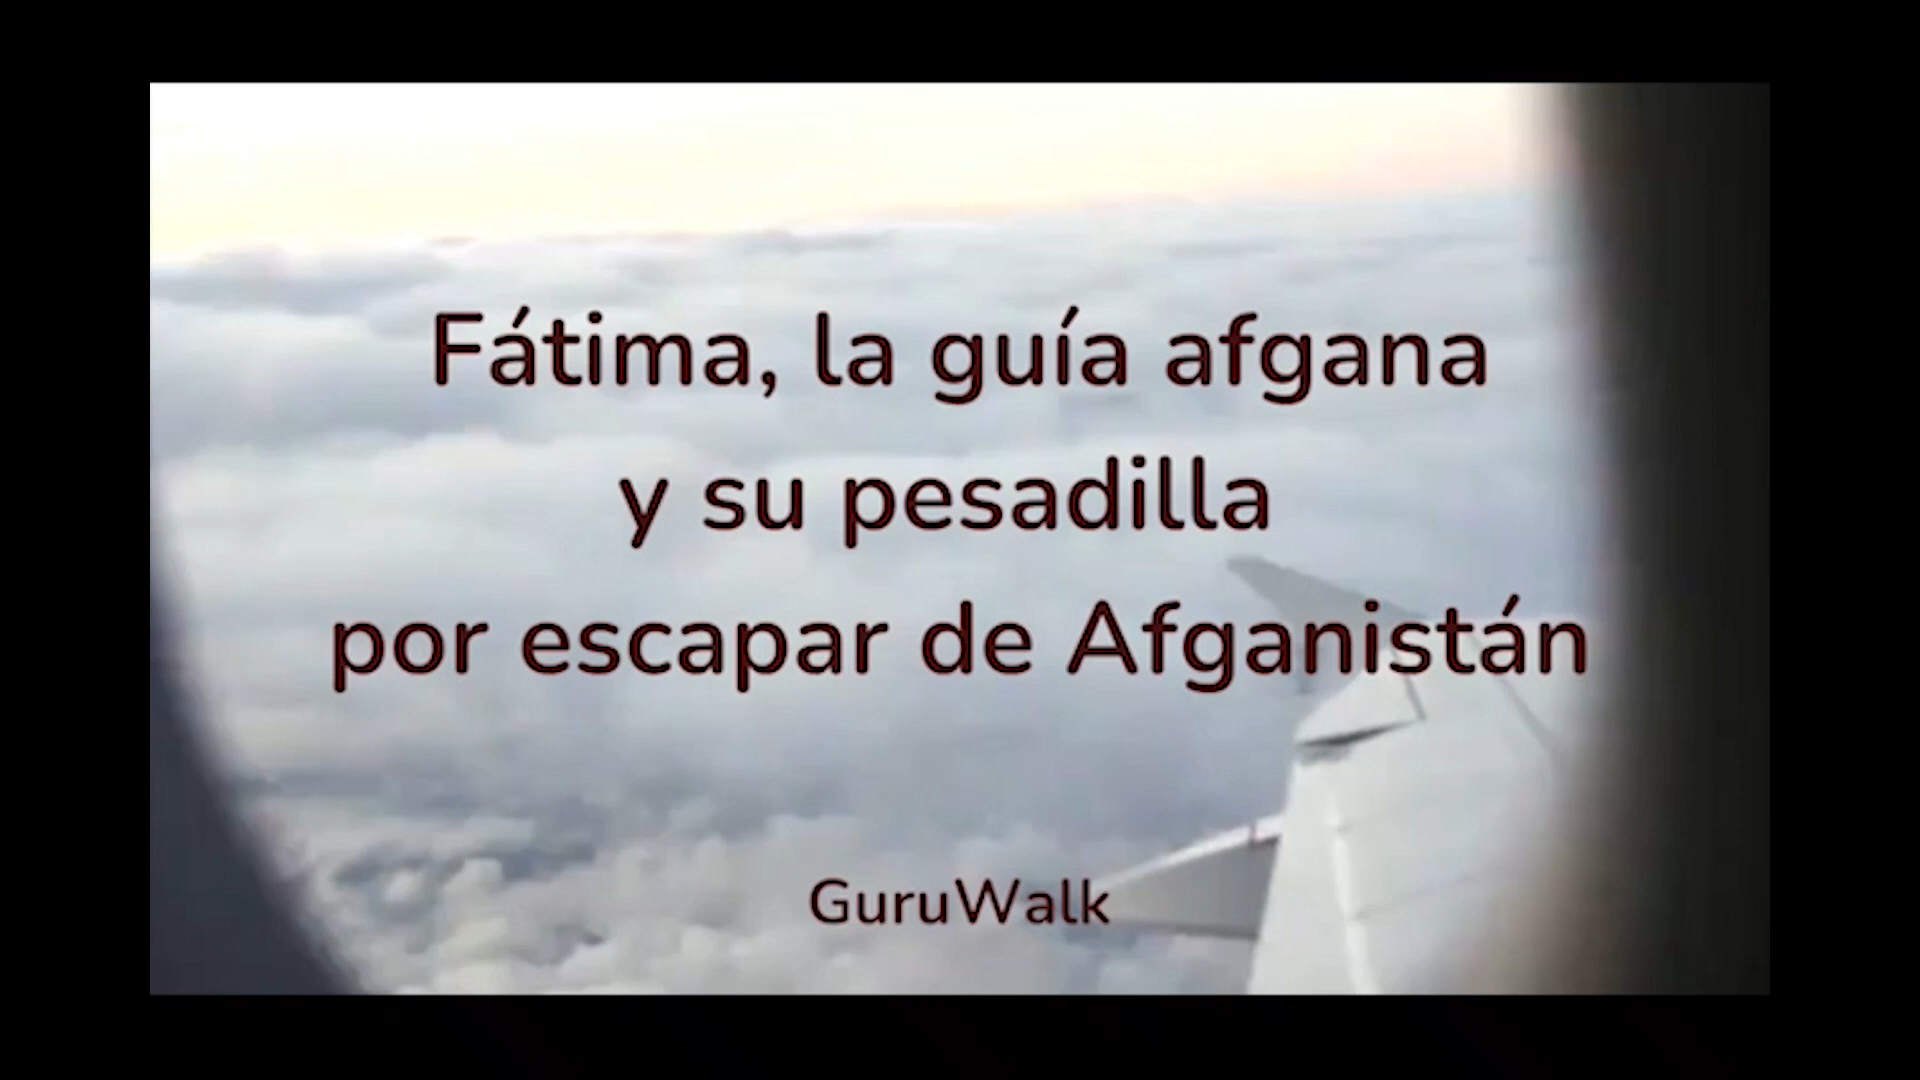 Fátima, la guía afgana
y su pesadilla
por escapar de Afganistán
GuruWalk